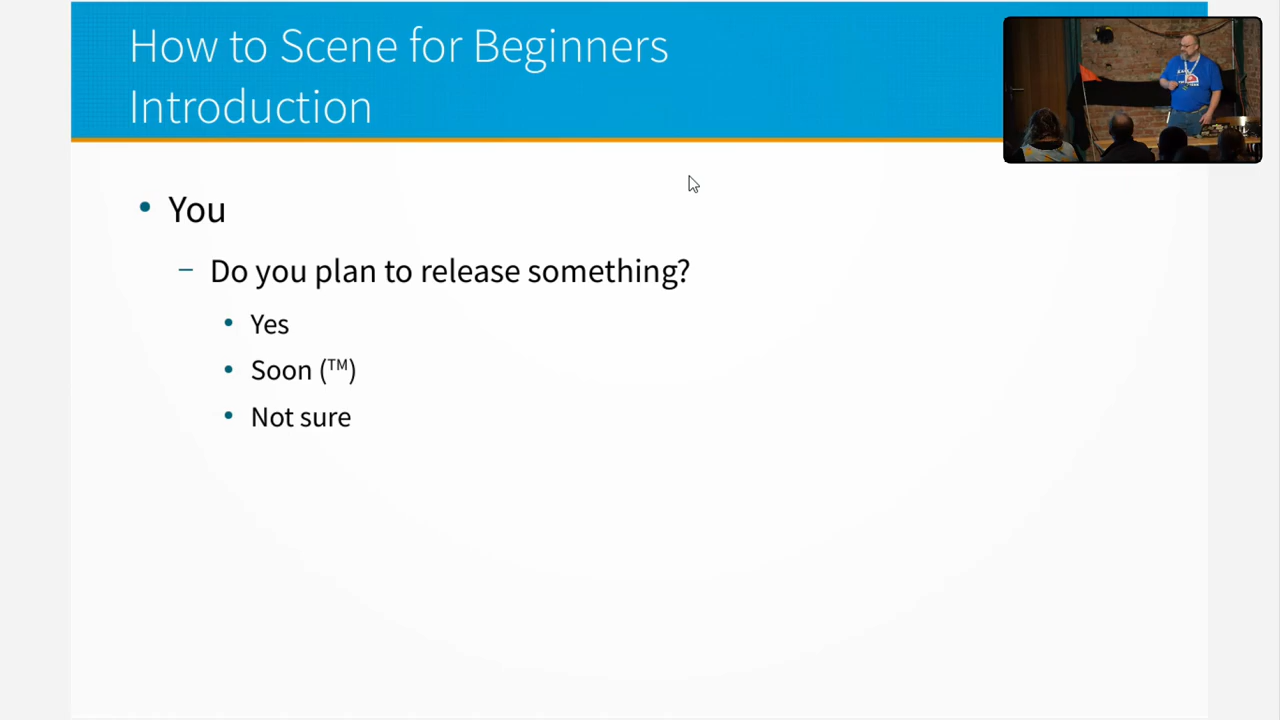 How to Scene for Beginners
Introduction
You
Do you plan to release something?
Yes
Soon (™)
Not sure